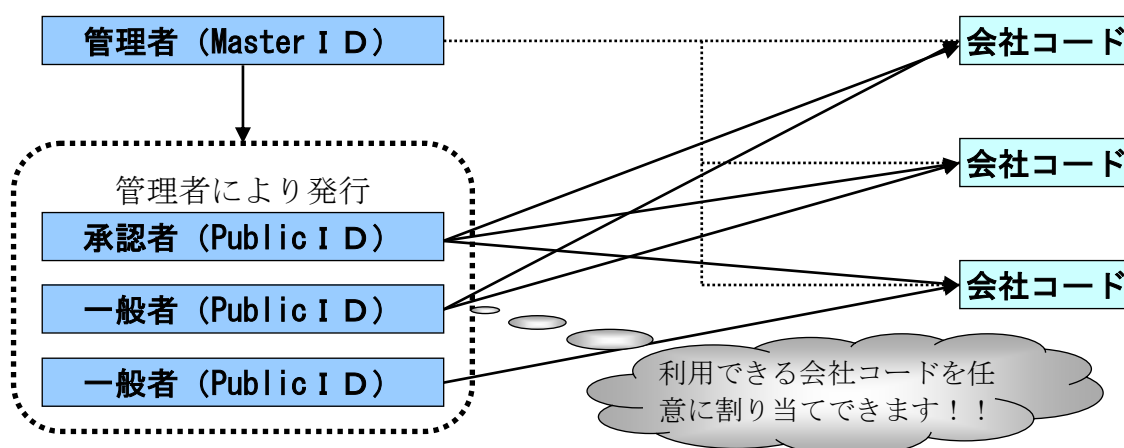 管理者（MasterＩＤ）
会社コード
会社コード
管理者により発行
承認者（PublicＩＤ）
会社コード
一般者（PublicＩＤ）
一般者（PublicＩＤ）
利用できる会社コードを任
意に割り当てできます！！